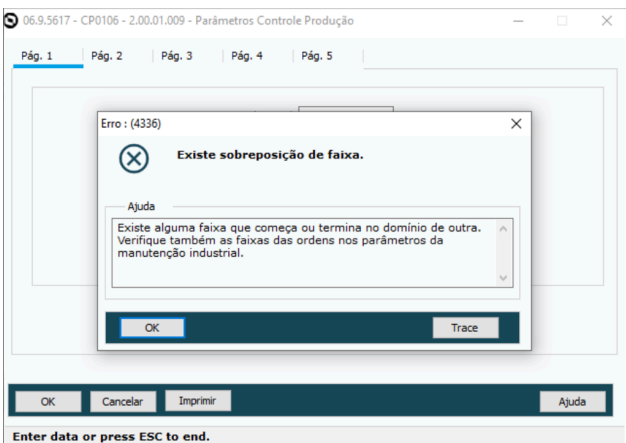 06.9.5617 - CP0106 - 2.00.01.009 - Parâmetros Controle Produção
Pág. 1 Pág. 2 Pág. 3 Pág. 4 Pág. 5
Erro : (4336)
Existe sobreposição de faixa.
Ajuda
Existe alguma faixa que começa ou termina no domínio de outra.
Verifique também as faixas das ordens nos parâmetros da
manutenção industrial.
OK Trace
OK Cancelar Imprimir Ajuda
Enter data or press ESC to end.